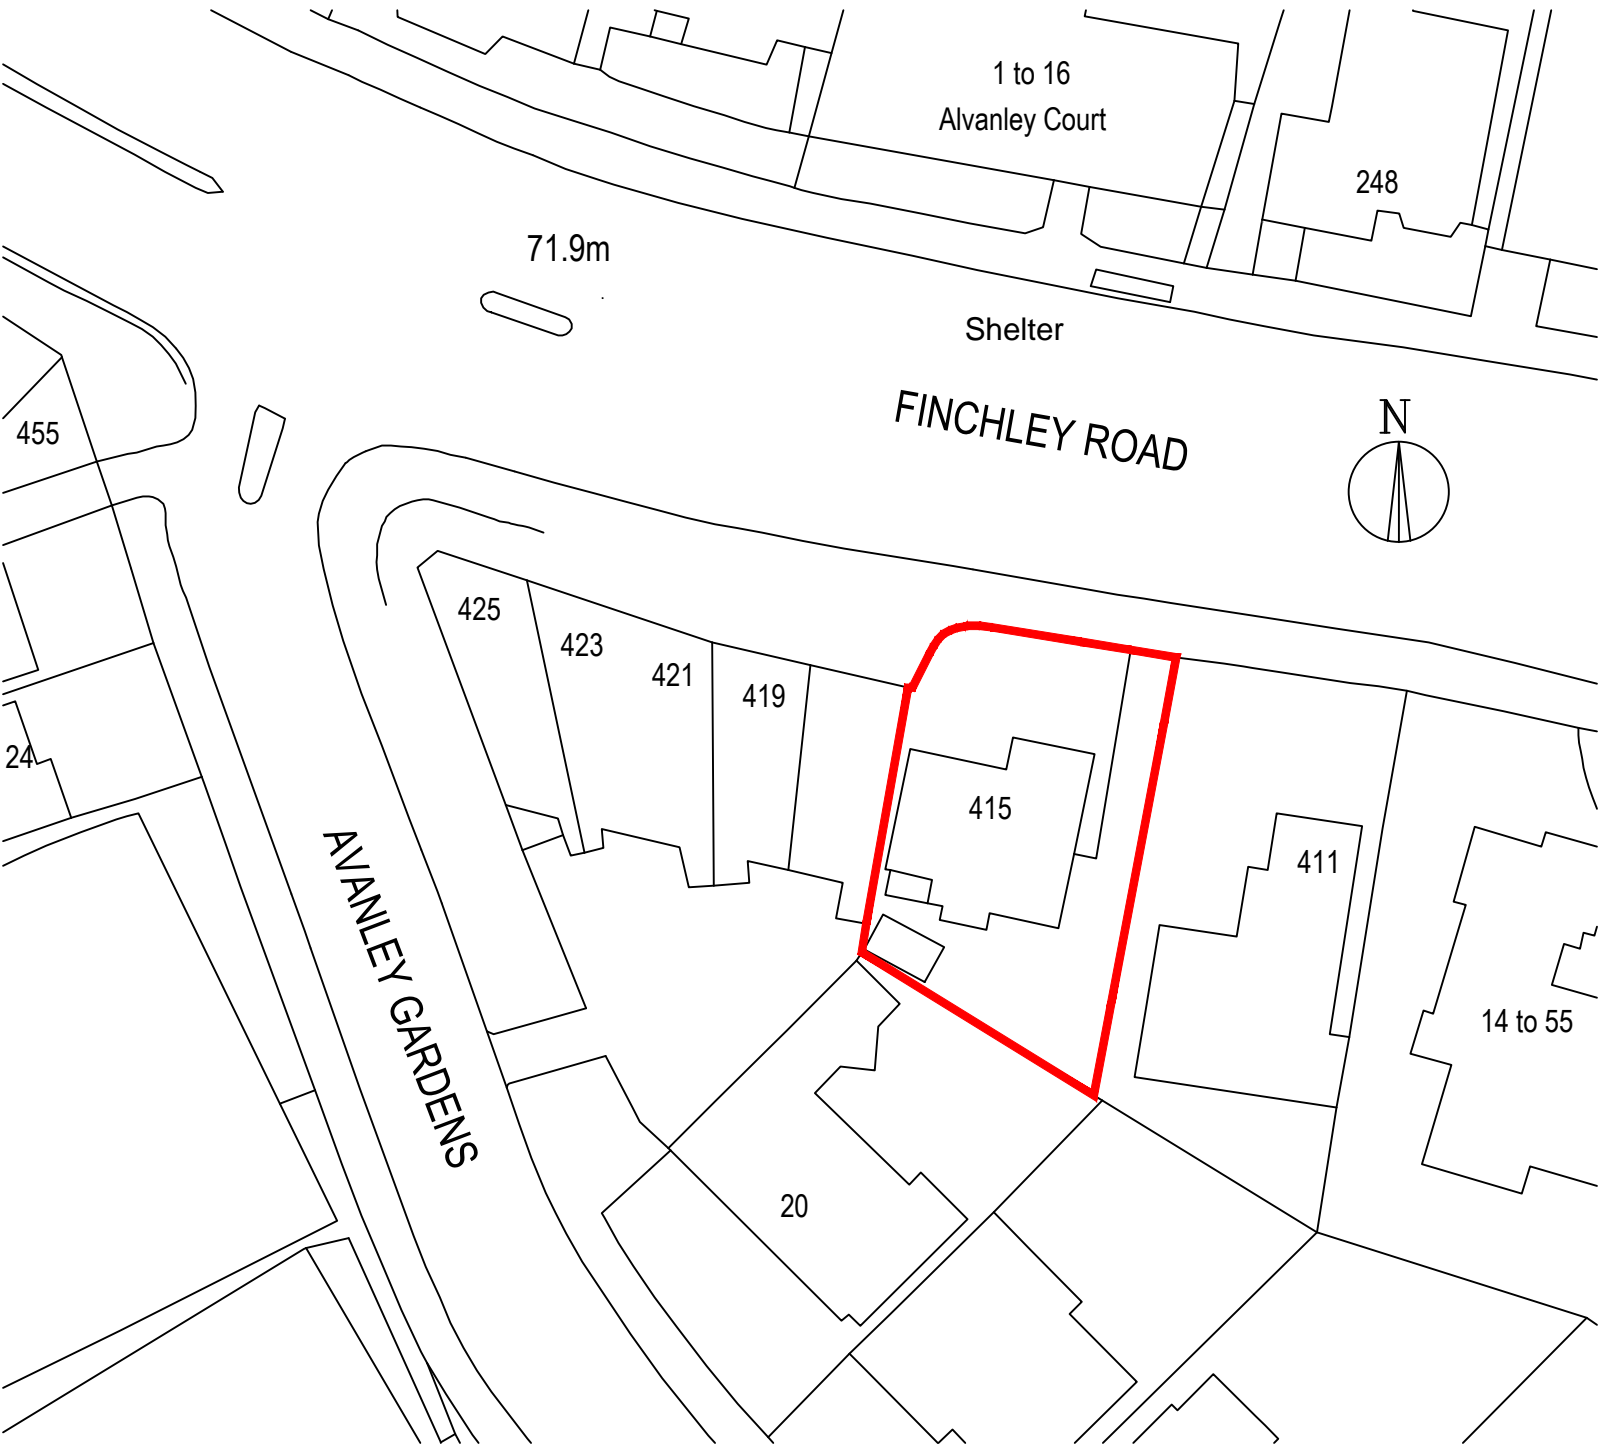 1 to 16
Alvanley Court
248
71.9m
Shelter
FINCHLEY ROAD
N
455
425
423
421
419
24
415
411
AVANLEY GARDENS
14 to 55
20